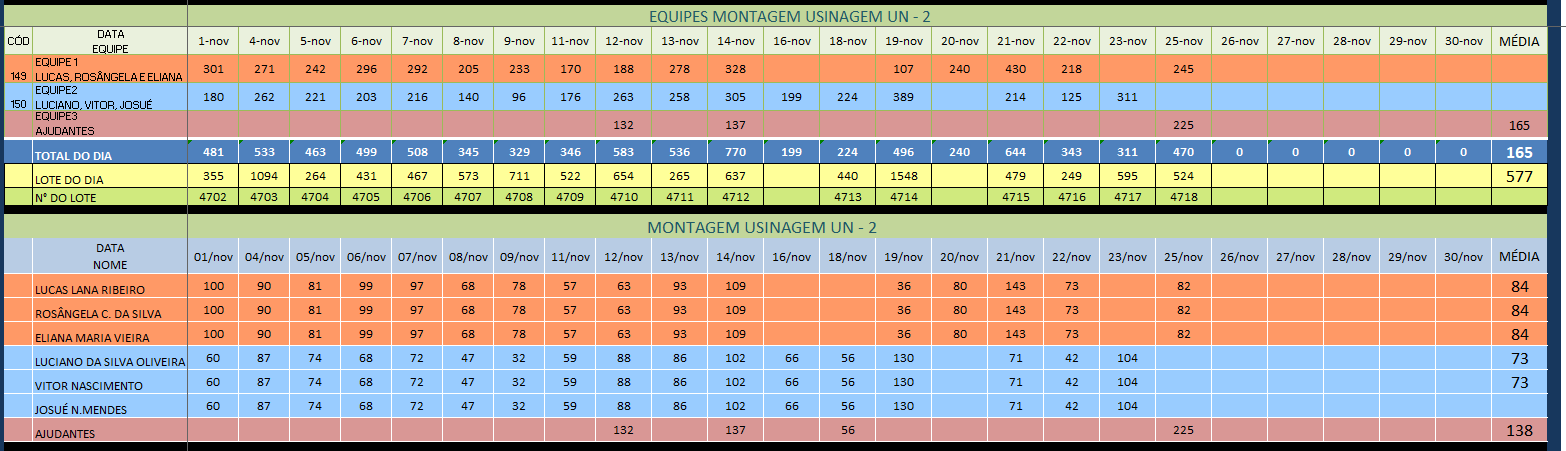 EQUIPES MONTAGEM USINAGEM UN - 2
CÓD DATA EQUIPE 1-nov 4-nov 5-nov 6-nov 7-nov 8-nov 9-nov 11-nov 12-nov 13-nov 14-nov 16-nov 18-nov 19-nov 20-nov 21-nov 22-nov 23-nov 25-nov 26-nov 27-nov 28-nov 29-nov 30-nov MÉDIA
149 EQUIPE 1 LUCAS, ROSÂNGELA E ELIANA 301 271 242 296 292 205 233 170 188 278 328 107 240 430 218 245
150 EQUIPE2 LUCIANO, VITOR, JOSUÉ 180 262 221 203 216 140 96 176 263 258 305 199 224 389 214 125 311
EQUIPE3 AJUDANTES 132 137 225 165
TOTAL DO DIA 481 533 463 499 508 345 329 346 583 536 770 199 224 496 240 644 343 311 470 0 0 0 0 0 165
LOTE DO DIA 355 1094 264 431 467 573 711 522 654 265 637 440 1548 479 249 595 524 577
N° DO LOTE 4702 4703 4704 4705 4706 4707 4708 4709 4710 4711 4712 4713 4714 4715 4716 4717 4718
MONTAGEM USINAGEM UN - 2
DATA NOME 01/nov 04/nov 05/nov 06/nov 07/nov 08/nov 09/nov 11/nov 12/nov 13/nov 14/nov 16/nov 18/nov 19/nov 20/nov 21/nov 22/nov 23/nov 25/nov 26/nov 27/nov 28/nov 29/nov 30/nov MÉDIA
LUCAS LANA RIBEIRO 100 90 81 99 97 68 78 57 63 93 109 36 80 143 73 82 84
ROSÂNGELA C. DA SILVA 100 90 81 99 97 68 78 57 63 93 109 36 80 143 73 82 84
ELIANA MARIA VIEIRA 100 90 81 99 97 68 78 57 63 93 109 36 80 143 73 82 84
LUCIANO DA SILVA OLIVEIRA 60 87 74 68 72 47 32 59 88 86 102 66 56 130 71 42 104 73
VITOR NASCIMENTO 60 87 74 68 72 47 32 59 88 86 102 66 56 130 71 42 104 73
JOSUÉ N.MENDES 60 87 74 68 72 47 32 59 88 86 102 66 56 130 71 42 104
AJUDANTES 132 137 56 225 138